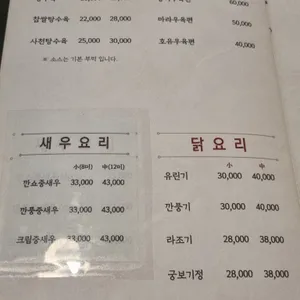 60,000
찹쌀탕수육 22,000 28,000
마라우육편 50,000
사천탕수육 25,000 30,000
호유우육편 40,000
※ 소스는 기본 부먹 입니다.
새우요리
小(8미) 中(12미)
깐쇼중새우 33,000 43,000
깐풍중새우 33,000 43,000
크림중새우 33,000 43,000
닭요리
小 中
유린기 30,000 40,000
깐풍기 30,000 40,000
라조기 28,000 38,000
궁보기정 28,000 38,000